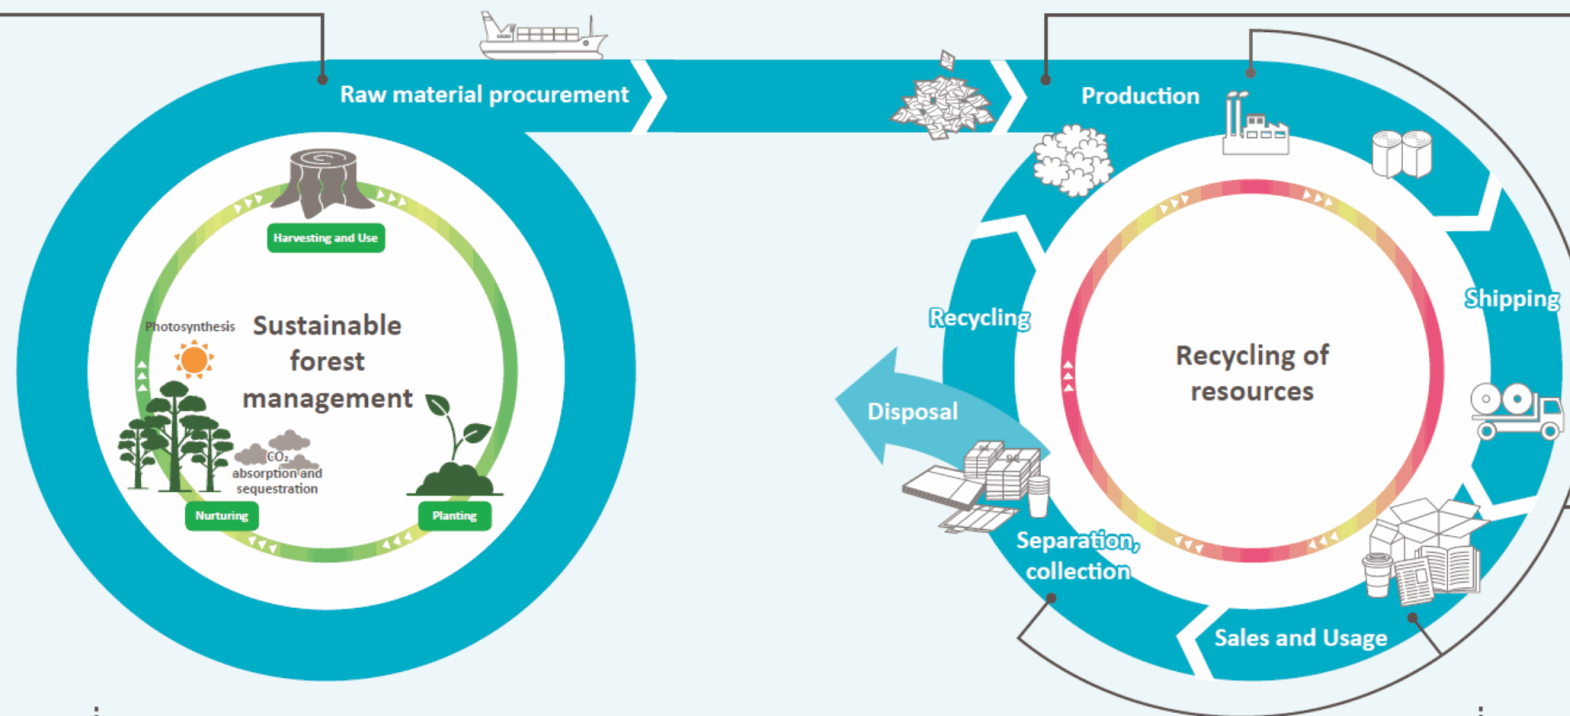 Raw material procurement
Production
Harvesting and Use
Photosynthesis
Sustainable
forest
management
CO₂
absorption and
sequestration
Nurturing
Planting
Shipping
Recycling
Recycling of
resources
Disposal
Separation,
collection
Sales and Usage